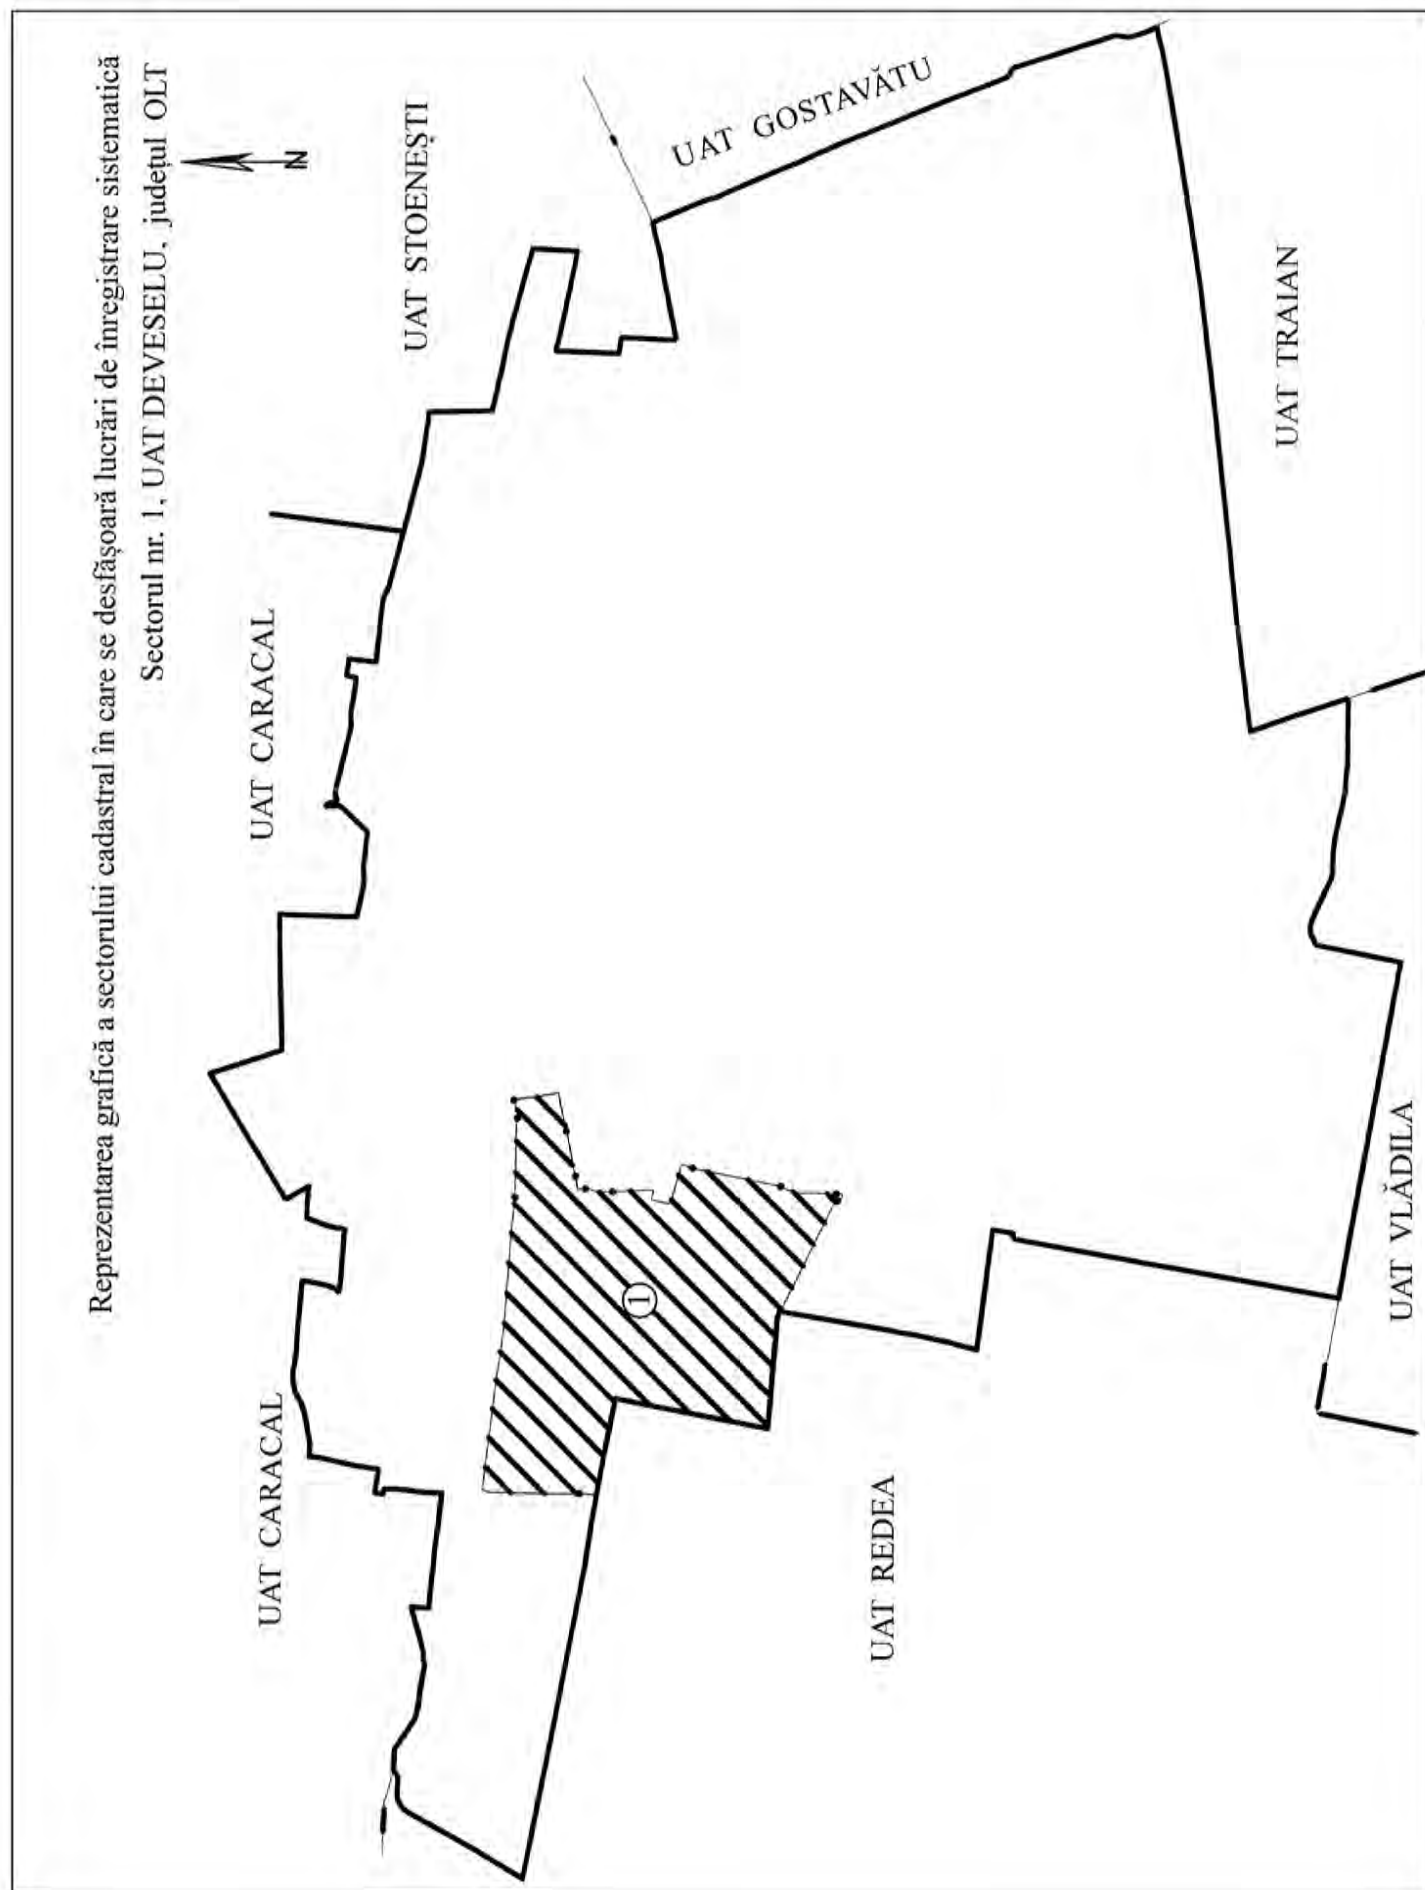 Reprezentarea grafică a sectorului cadastral în care se desfășoară lucrări de înregistrare sistematică
Sectorul nr. 1, UAT DEVESELU, județul OLT
N
UAT CARACAL
UAT CARACAL
UAT STOENEȘTI
UAT GOSTAVĂTU
1
UAT REDEA
UAT TRAIAN
UAT VLĂDILA